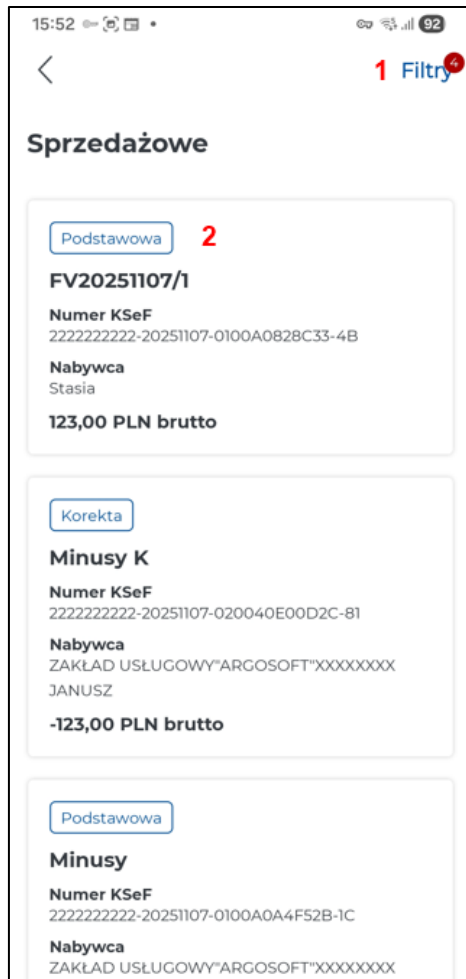 15:52
92
1 Filtry 4
Sprzedażowe
Podstawowa 2
FV20251107/1
Numer KSeF
2222222222-20251107-0100A0828C33-4B
Nabywca
Stasia
123,00 PLN brutto
Korekta
Minusy K
Numer KSeF
2222222222-20251107-020040E00D2C-81
Nabywca
ZAKŁAD USŁUGOWY"ARGOSOFT"XXXXXXXX
JANUSZ
-123,00 PLN brutto
Podstawowa
Minusy
Numer KSeF
2222222222-20251107-0100A0A4F52B-1C
Nabywca
ZAKŁAD USŁUGOWY"ARGOSOFT"XXXXXXXX